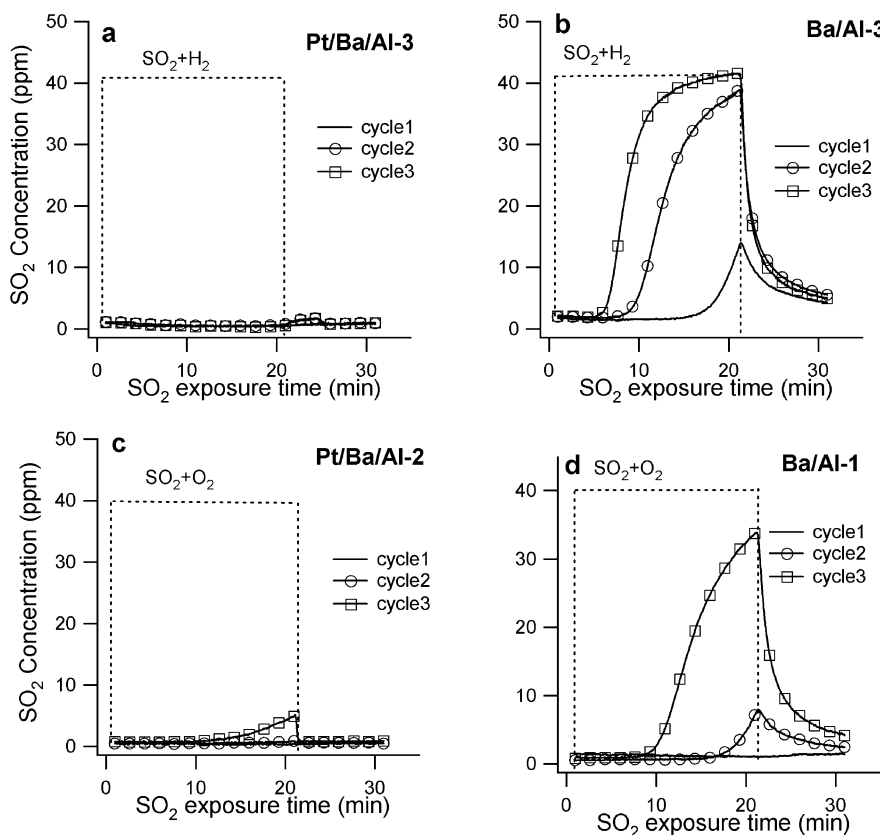 a
Pt/Ba/Al-3
SO2+H2
cycle1
cycle2
cycle3
SO2 Concentration (ppm)
50
40
30
20
10
0
0 10 20 30
SO2 exposure time (min)
b
Ba/Al-3
SO2+H2
cycle1
cycle2
cycle3
50
40
30
20
10
0
0 10 20 30
SO2 exposure time (min)
c
Pt/Ba/Al-2
SO2+O2
cycle1
cycle2
cycle3
SO2 Concentration (ppm)
50
40
30
20
10
0
0 10 20 30
SO2 exposure time (min)
d
Ba/Al-1
SO2+O2
cycle1
cycle2
cycle3
40
30
20
10
0
0 10 20 30
SO2 exposure time (min)